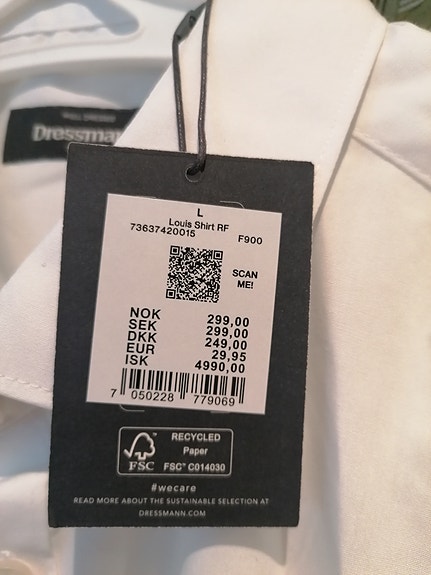 Dressman
L
Louis Shirt RF
73637420015 F900
SCAN
ME!
NOK 299,00
SEK 299,00
DKK 249,00
EUR 29,95
ISK 4990,00
7 050228 779069
FSC
RECYCLED
Paper
FSC® C014030
#wecare
READ MORE ABOUT THE SUSTAINABLE SELECTION AT
DRESSMANN.COM